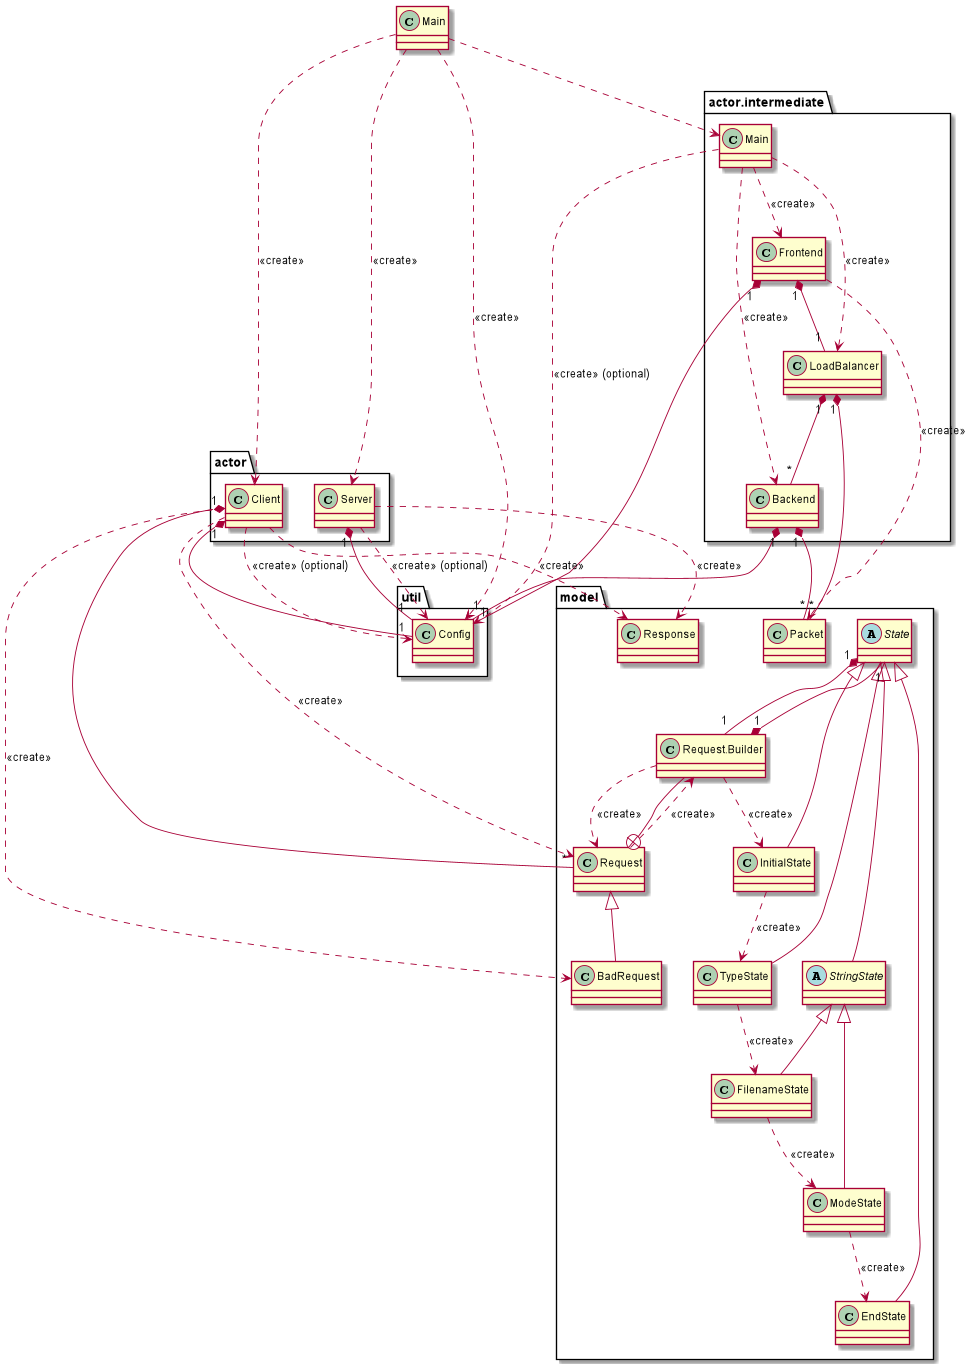 C Main
actor.intermediate
C Main
«create»
C Frontend
1
1
«create»
«create»
«create»
«create»
«create»
1
C LoadBalancer
«create» (optional)
1
1
«create»
actor
*
C Client
C Server
C Backend
1
1
1
1
1
«create» (optional)
«create» (optional)
«create»
«create»
util
model
1
1
1
1
* *
C Config
C Response
C Packet
A State
1
1
«create»
1
1
C Request.Builder
«create»
«create»
«create»
«create»
*
C Request
C InitialState
«create»
C BadRequest
C TypeState
A StringState
«create»
C FilenameState
«create»
C ModeState
«create»
C EndState